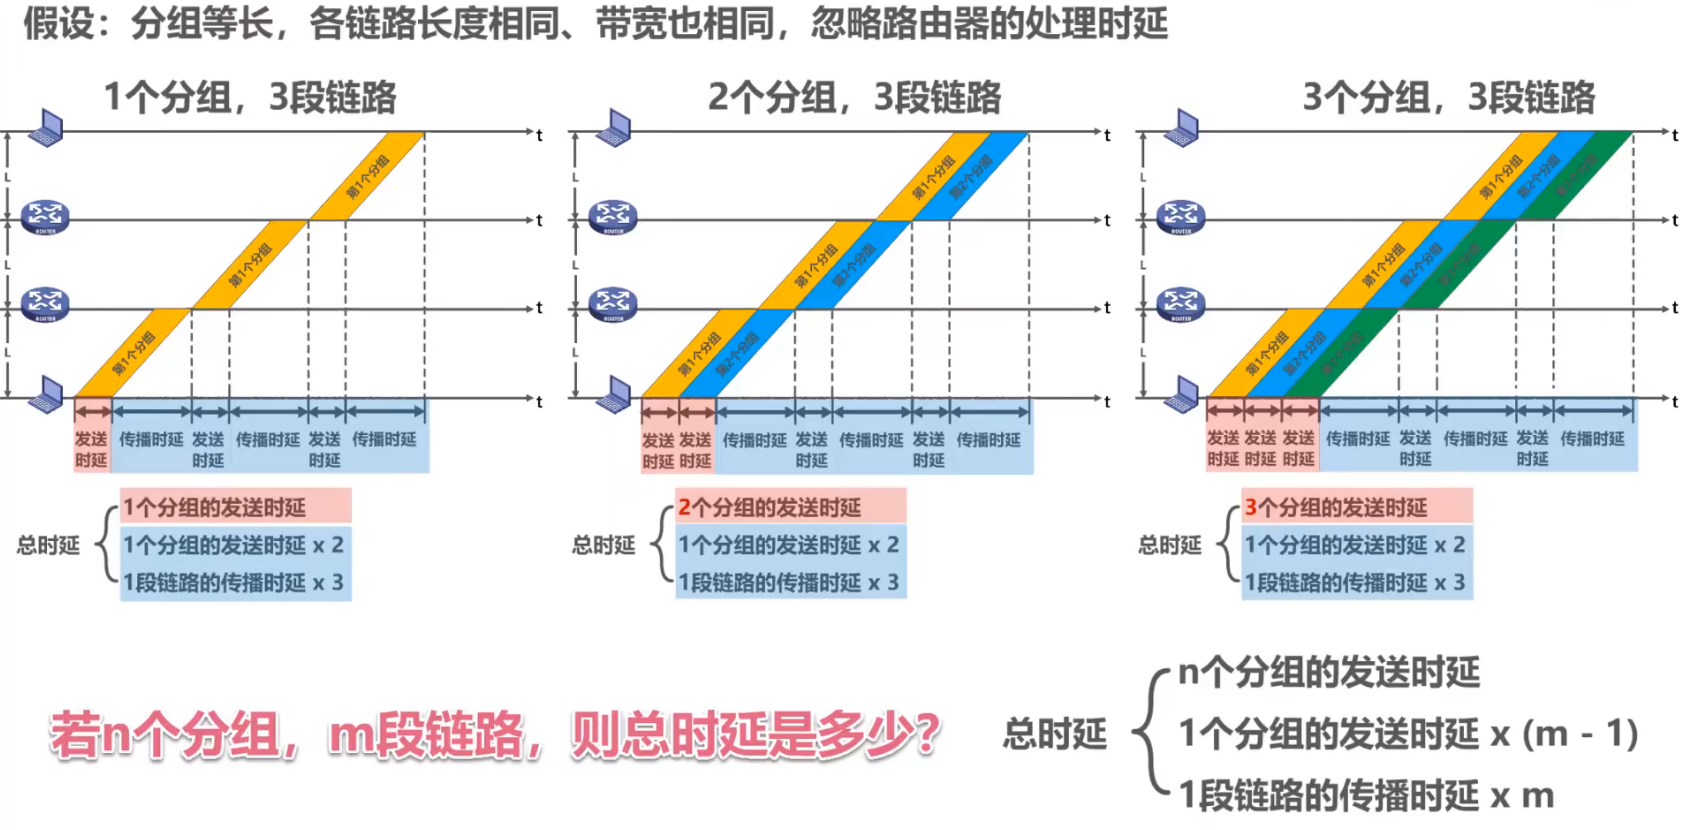 假设：分组等长，各链路长度相同、带宽也相同，忽略路由器的处理时延
1个分组，3段链路
t
第1个分组
L
t
ROUTER
第1个分组
L
t
ROUTER
第1个分组
L
t
发送时延
传播时延
发送时延
传播时延
发送时延
传播时延
总时延
1个分组的发送时延
1个分组的发送时延 x 2
1段链路的传播时延 x 3
2个分组，3段链路
t
第1个分组
第2个分组
L
t
ROUTER
第1个分组
第2个分组
L
t
ROUTER
第1个分组
第2个分组
L
t
发送时延
发送时延
传播时延
发送时延
传播时延
发送时延
传播时延
总时延
2个分组的发送时延
1个分组的发送时延 x 2
1段链路的传播时延 x 3
3个分组，3段链路
t
第1个分组
第2个分组
L
t
ROUTER
第1个分组
第2个分组
L
t
ROUTER
第1个分组
第2个分组
L
t
发送时延
发送时延
发送时延
传播时延
发送时延
传播时延
发送时延
传播时延
总时延
3个分组的发送时延
1个分组的发送时延 x 2
1段链路的传播时延 x 3
若n个分组，m段链路，则总时延是多少？
总时延
n个分组的发送时延
1个分组的发送时延 x (m - 1)
1段链路的传播时延 x m